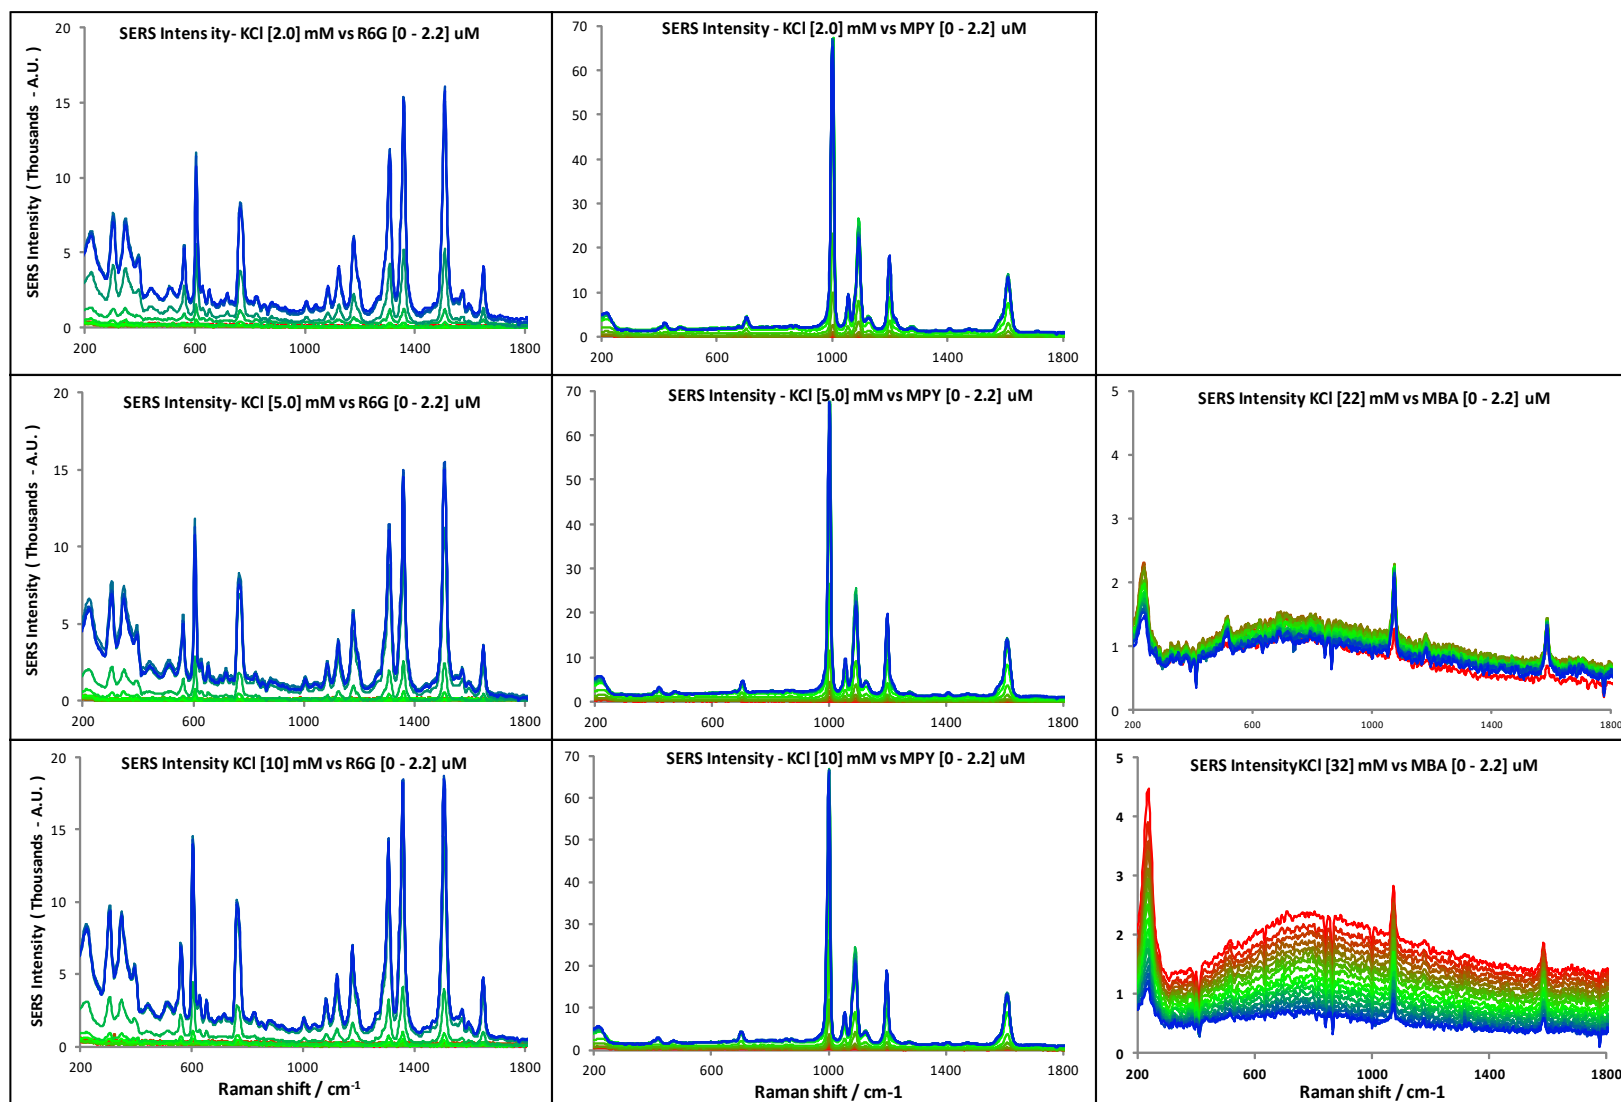 SERS Intens ity- KCl [2.0] mM vs R6G [0 - 2.2] uM
SERS Intensity ( Thousands - A.U. )
20
15
10
5
0
200 600 1000 1400 1800
SERS Intensity - KCl [2.0] mM vs MPY [0 - 2.2] uM
70
60
50
40
30
20
10
0
200 600 1000 1400 1800
SERS Intensity- KCl [5.0] mM vs R6G [0 - 2.2] uM
SERS Intensity ( Thousands - A.U. )
20
15
10
5
0
200 600 1000 1400 1800
SERS Intensity - KCl [5.0] mM vs MPY [0 - 2.2] uM
70
60
50
40
30
20
10
0
200 600 1000 1400 1800
SERS Intensity KCl [22] mM vs MBA [0 - 2.2] uM
5
4
3
2
1
0
200 600 1000 1400 1800
SERS Intensity KCl [10] mM vs R6G [0 - 2.2] uM
SERS Intensity ( Thousands - A.U. )
20
15
10
5
0
200 600 1000 1400 1800
Raman shift / cm-1
SERS Intensity - KCl [10] mM vs MPY [0 - 2.2] uM
70
60
50
40
30
20
10
0
200 600 1000 1400 1800
Raman shift / cm-1
SERS IntensityKCl [32] mM vs MBA [0 - 2.2] uM
5
4
3
2
1
0
200 600 1000 1400 1800
Raman shift / cm-1